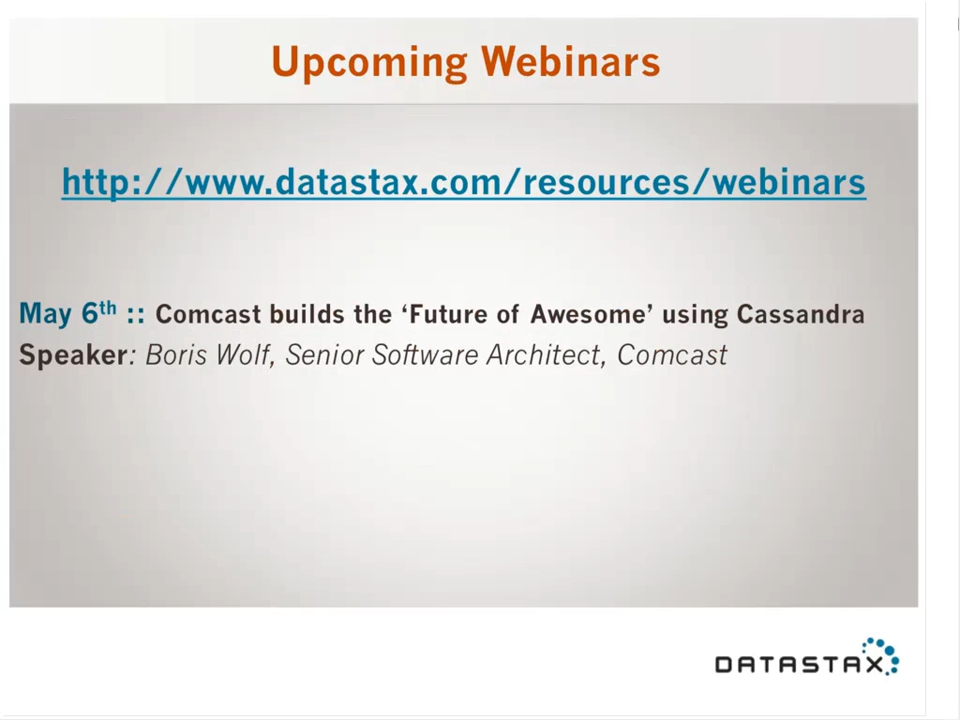 Upcoming Webinars
http://www.datastax.com/resources/webinars
May 6th :: Comcast builds the ‘Future of Awesome’ using Cassandra
Speaker: Boris Wolf, Senior Software Architect, Comcast
DATASTAX